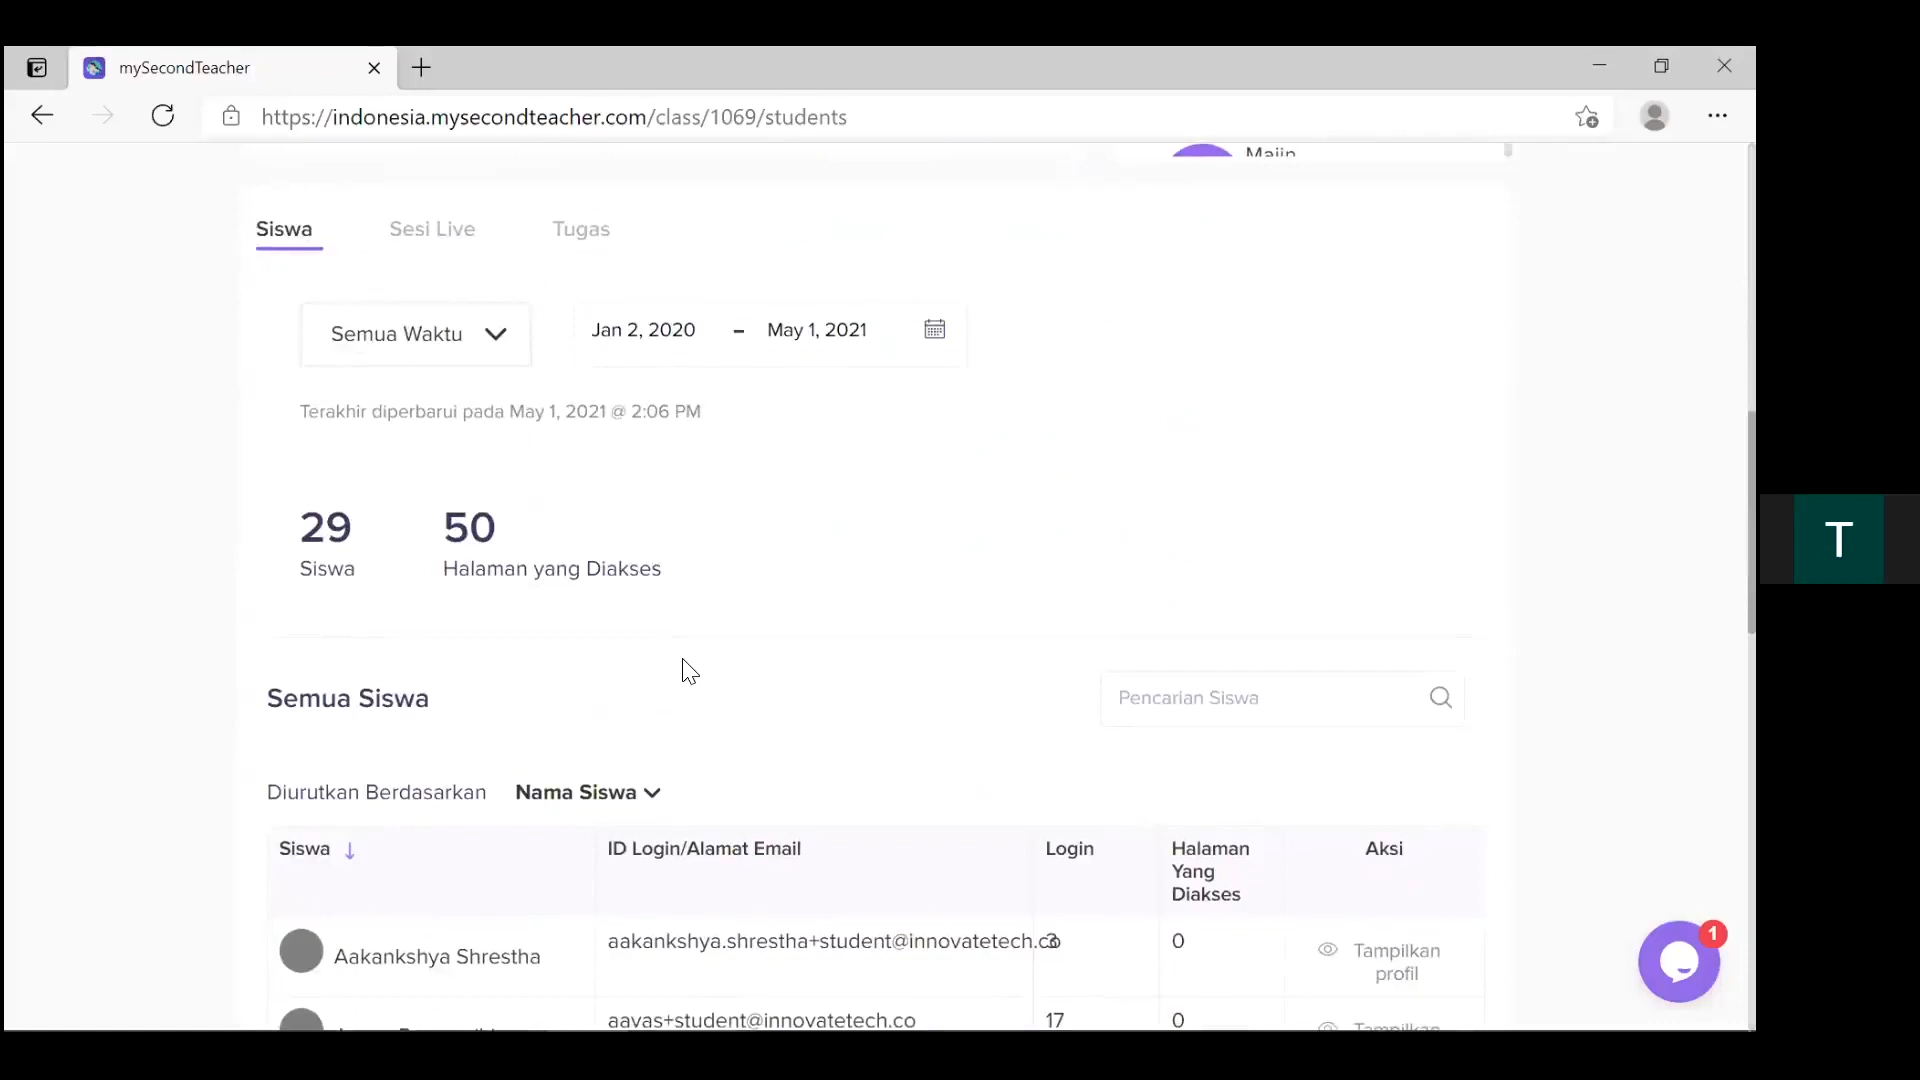 mySecondTeacher
https://indonesia.mysecondteacher.com/class/1069/students
Majin
Siswa Sesi Live Tugas
Semua Waktu Jan 2, 2020 – May 1, 2021
Terakhir diperbarui pada May 1, 2021 @ 2:06 PM
29 50
Siswa Halaman yang Diakses
T
Semua Siswa Pencarian Siswa
Diurutkan Berdasarkan Nama Siswa
Siswa ID Login/Alamat Email Login Halaman Yang Diakses Aksi
Aakankshya Shrestha aakankshya.shrestha+student@innovatetech.co 3 0 Tampilkan profil
1
aavas+student@innovatetech.co 17 0 Tampilkan